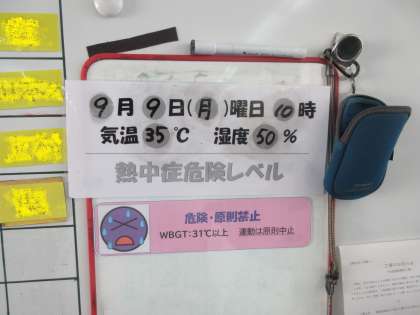 9月9日(月)曜日10時
気温35℃ 湿度50%
熱中症危険レベル
危険・原則禁止
WBGT:31℃以上 運動は原則中止